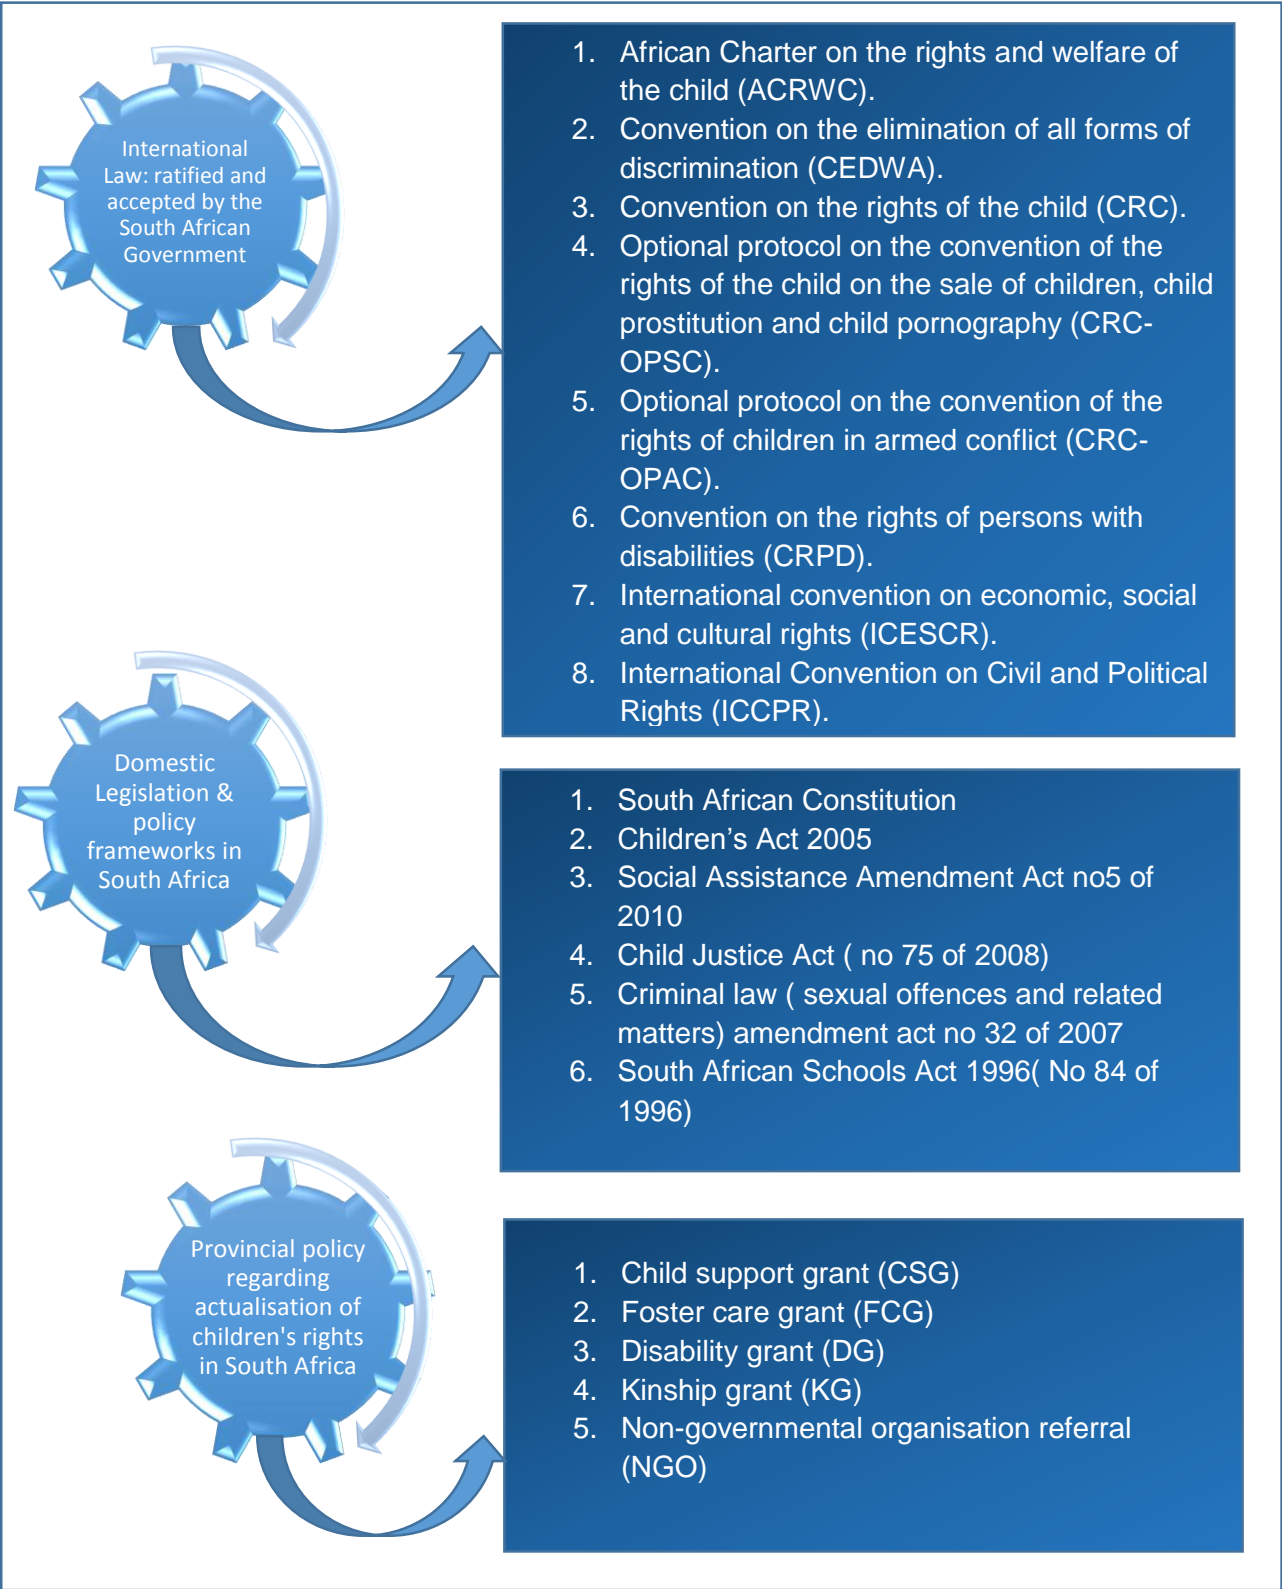 International
Law: ratified and
accepted by the
South African
Government
1. African Charter on the rights and welfare of
the child (ACRWC).
2. Convention on the elimination of all forms of
discrimination (CEDWA).
3. Convention on the rights of the child (CRC).
4. Optional protocol on the convention of the
rights of the child on the sale of children, child
prostitution and child pornography (CRC-
OPSC).
5. Optional protocol on the convention of the
rights of children in armed conflict (CRC-
OPAC).
6. Convention on the rights of persons with
disabilities (CRPD).
7. International convention on economic, social
and cultural rights (ICESCR).
8. International Convention on Civil and Political
Rights (ICCPR).
Domestic
Legislation &
policy
frameworks in
South Africa
1. South African Constitution
2. Children’s Act 2005
3. Social Assistance Amendment Act no5 of
2010
4. Child Justice Act ( no 75 of 2008)
5. Criminal law ( sexual offences and related
matters) amendment act no 32 of 2007
6. South African Schools Act 1996( No 84 of
1996)
Provincial policy
regarding
actualisation of
children's rights
in South Africa
1. Child support grant (CSG)
2. Foster care grant (FCG)
3. Disability grant (DG)
4. Kinship grant (KG)
5. Non-governmental organisation referral
(NGO)